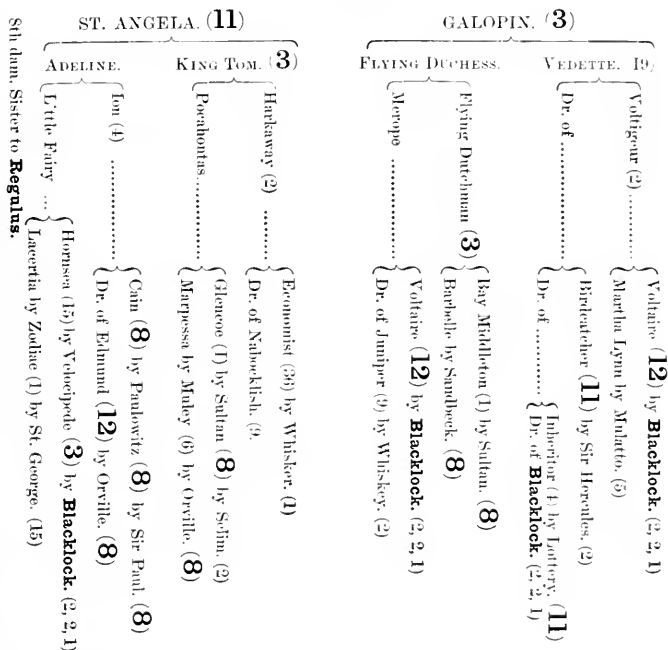 ST. ANGELA. (11)
GALOPIN. (3)
ADELINE.
KING TOM. (3)
FLYING DUCHESS.
VEDETTE. 19)
Voltigeur (2) ..........
Dr. of ....................
Flying Dutchman (3)
Merope ....................
Harkaway (2) ........
Pocahontas..............
Ion (4) ..................
Little Fairy ...
8th dam, Sister to Regulus.
Voltaire (12) by Blacklock. (2, 2, 1)
Martha Lynn by Mulatto. (5)
Birdcatcher (11) by Sir Hercules. (2)
Dr. of ............
Inheritor (4) by Lottery. (11)
Dr. of Blacklock. (2, 2, 1)
Bay Middleton (1) by Sultan. (8)
Barbelle by Sandbeck. (8)
Voltaire (12) by Blacklock. (2, 2, 1)
Dr. of Juniper (9) by Whiskey. (2)
Economist (36) by Whisker. (1)
Dr. of Nabocklish. (9.
Glencoe (1) by Sultan (8) by Selim. (2)
Marpessa by Muley (6) by Orville. (8)
Cain (8) by Paulowitz (8) by Sir Paul. (8)
Dr. of Edmund (12) by Orville. (8)
Hornsea (15) by Velocipede (3) by Blacklock. (2, 2, 1)
Lacertia by Zodiac (1) by St. George. (15)